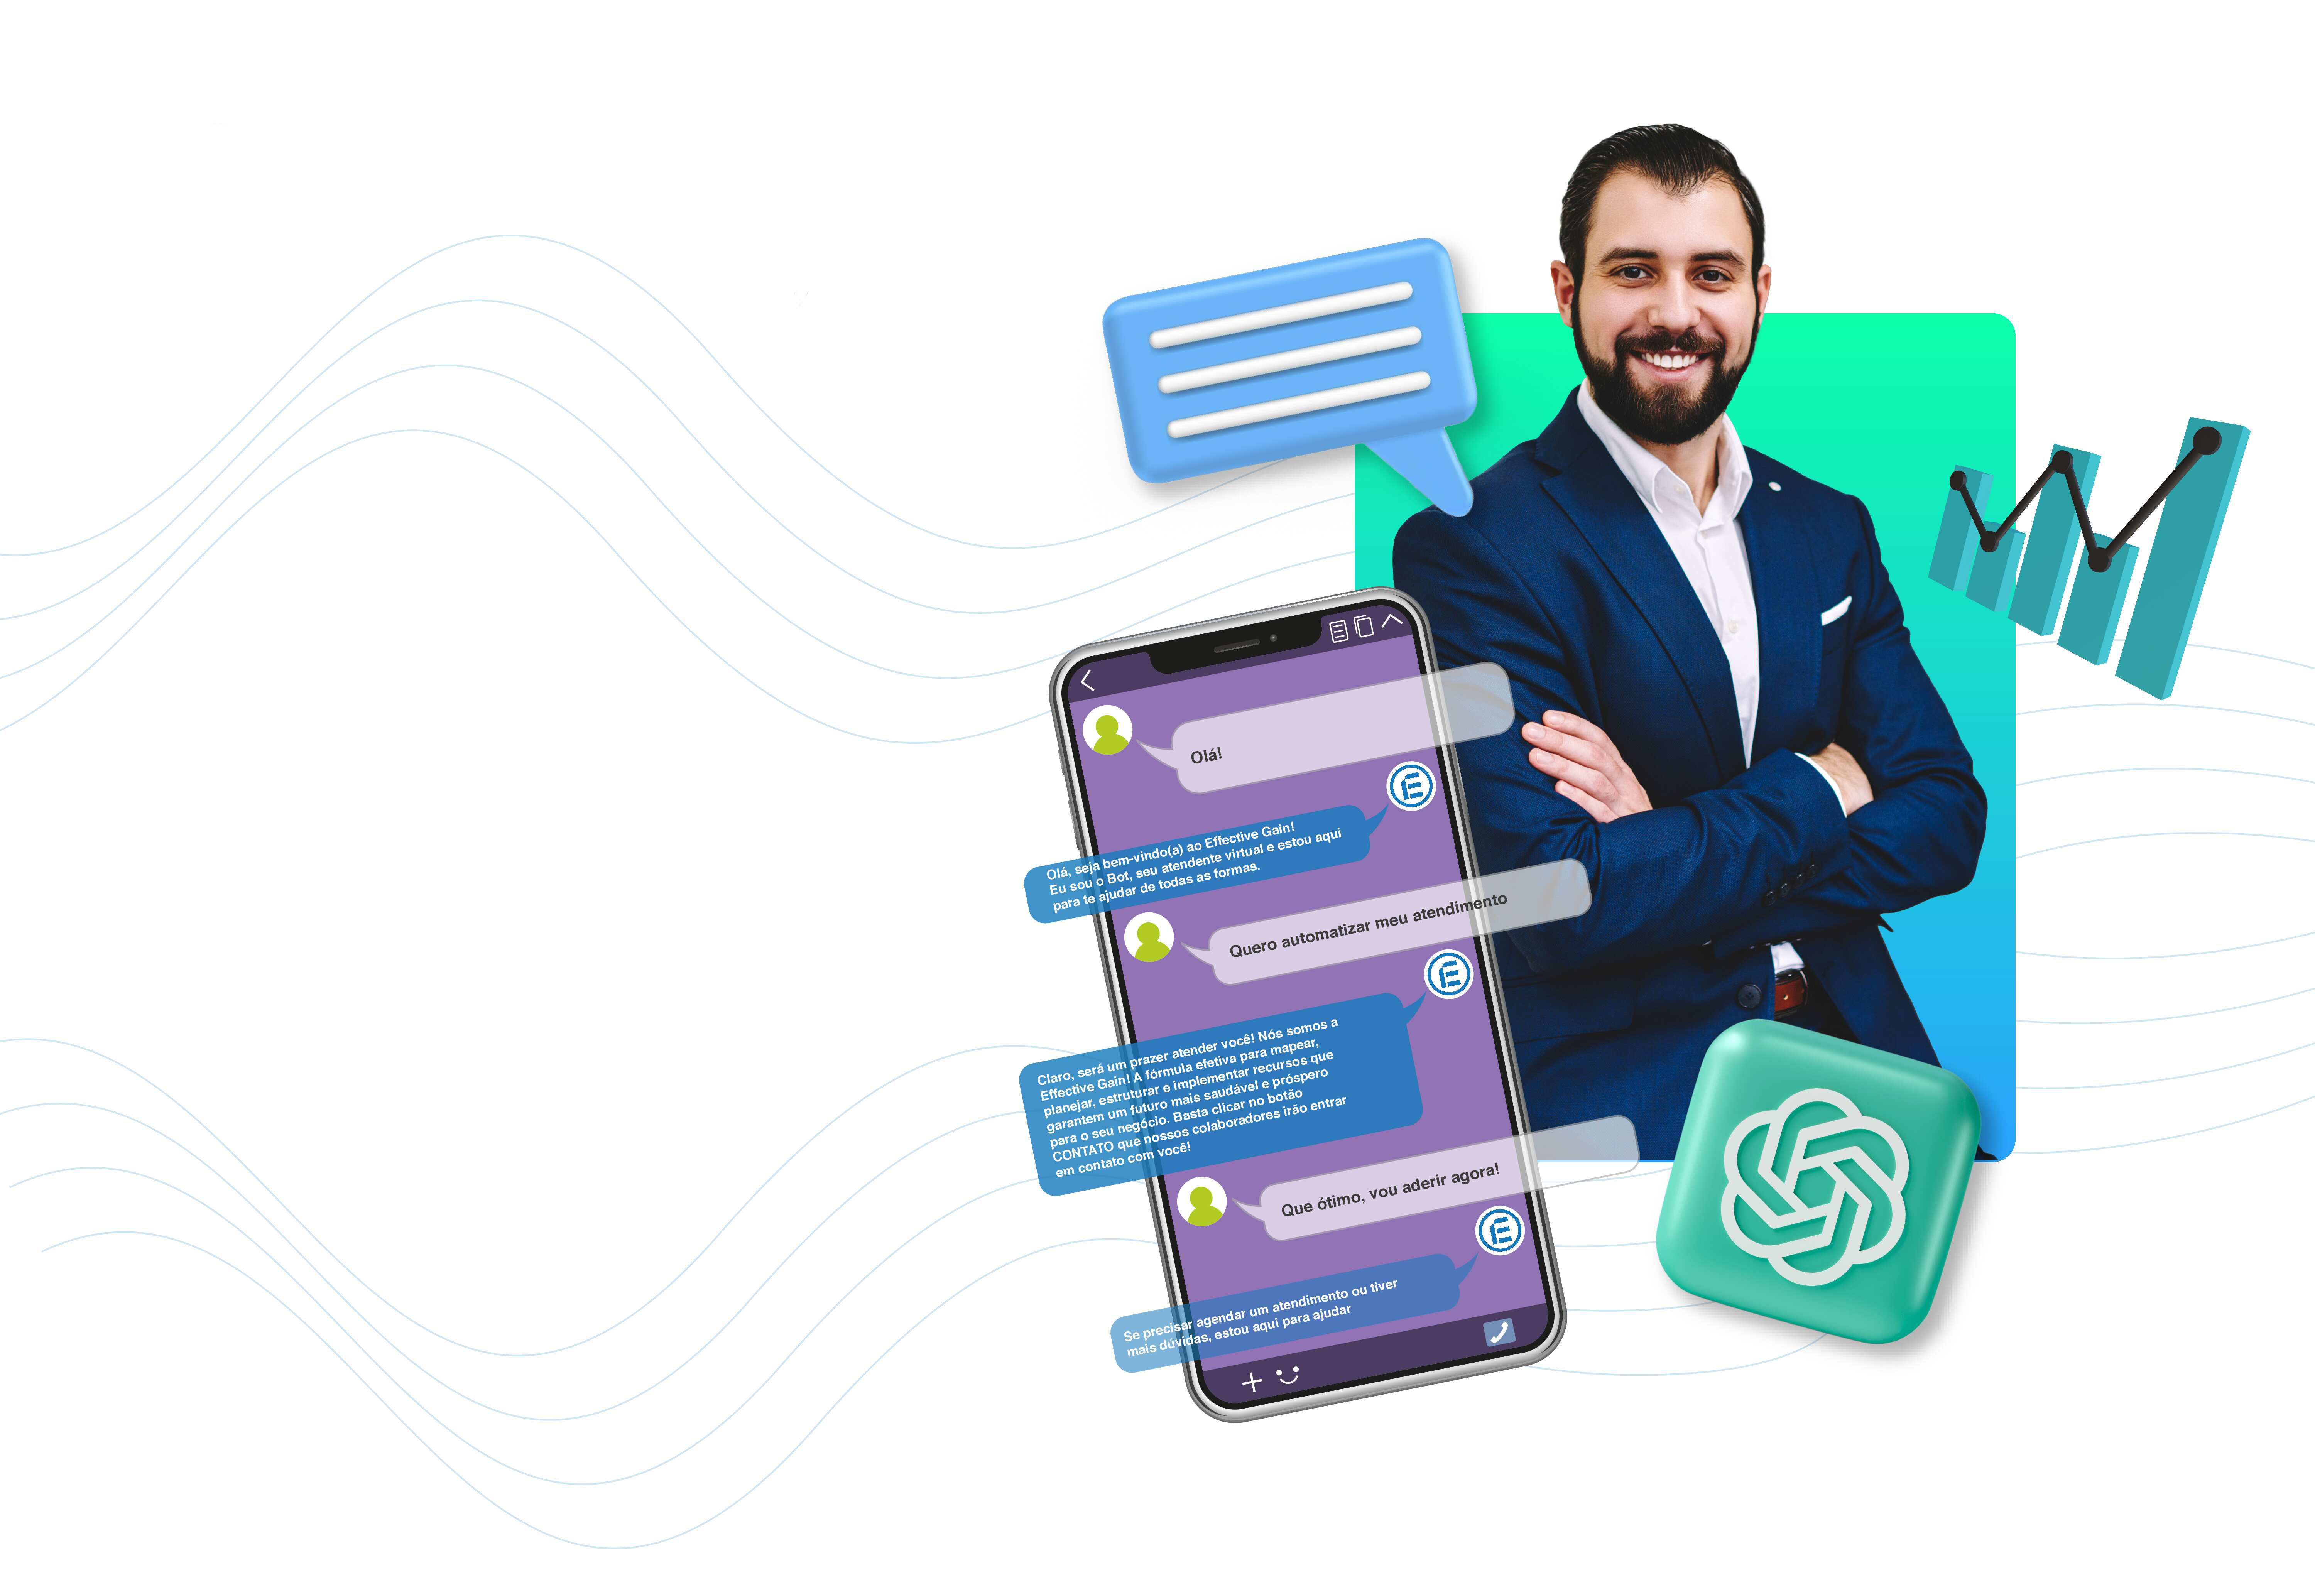 Olá!
Olá, seja bem-vindo(a) ao Effective Gain!
Eu sou o Bot, seu atendente virtual e estou aqui
para te ajudar de todas as formas.
Quero automatizar meu atendimento
Claro, será um prazer atender você! Nós somos a
Effective Gain! A fórmula efetiva para mapear,
planejar, estruturar e implementar recursos que
garantem um futuro mais saudável e próspero
para o seu negócio. Basta clicar no botão
CONTATO que nossos colaboradores irão entrar
em contato com você!
Que ótimo, vou aderir agora!
Se precisar agendar um atendimento ou tiver
mais dúvidas, estou aqui para ajudar